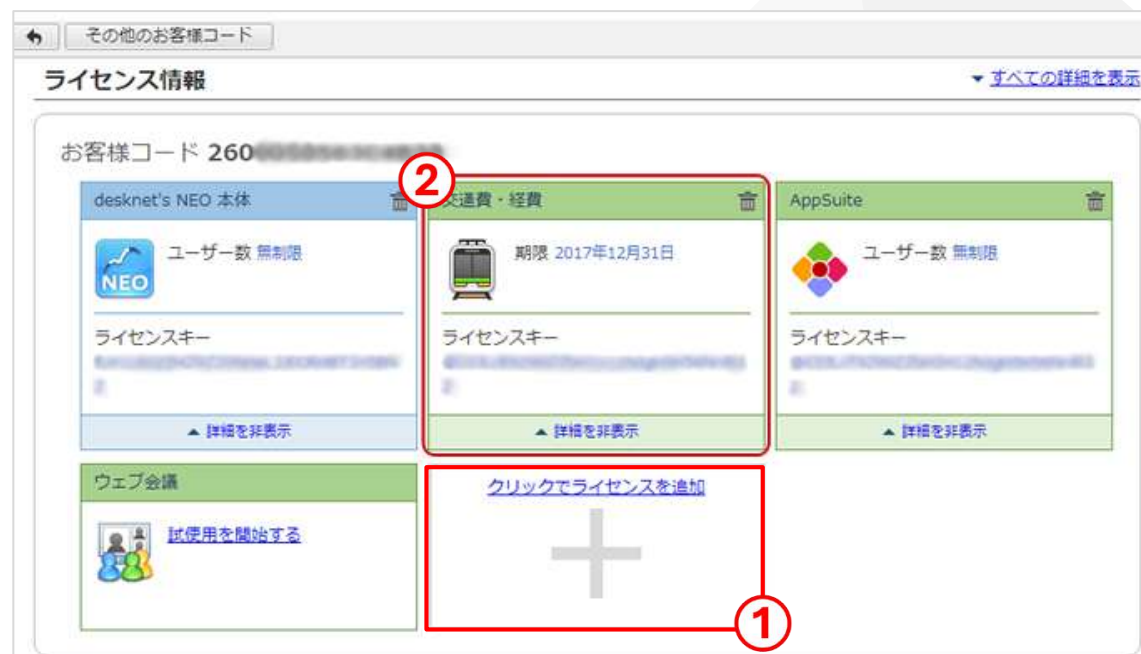 その他のお客様コード
ライセンス情報
すべての詳細を表示
お客様コード 260
②
desknet's NEO 本体
交通費・経費
AppSuite
ユーザー数 無制限
NEO
期限 2017年12月31日
ユーザー数 無制限
ライセンスキー
ライセンスキー
ライセンスキー
詳細を非表示
詳細を非表示
詳細を非表示
ウェブ会議
試使用を開始する
クリックでライセンスを追加
①